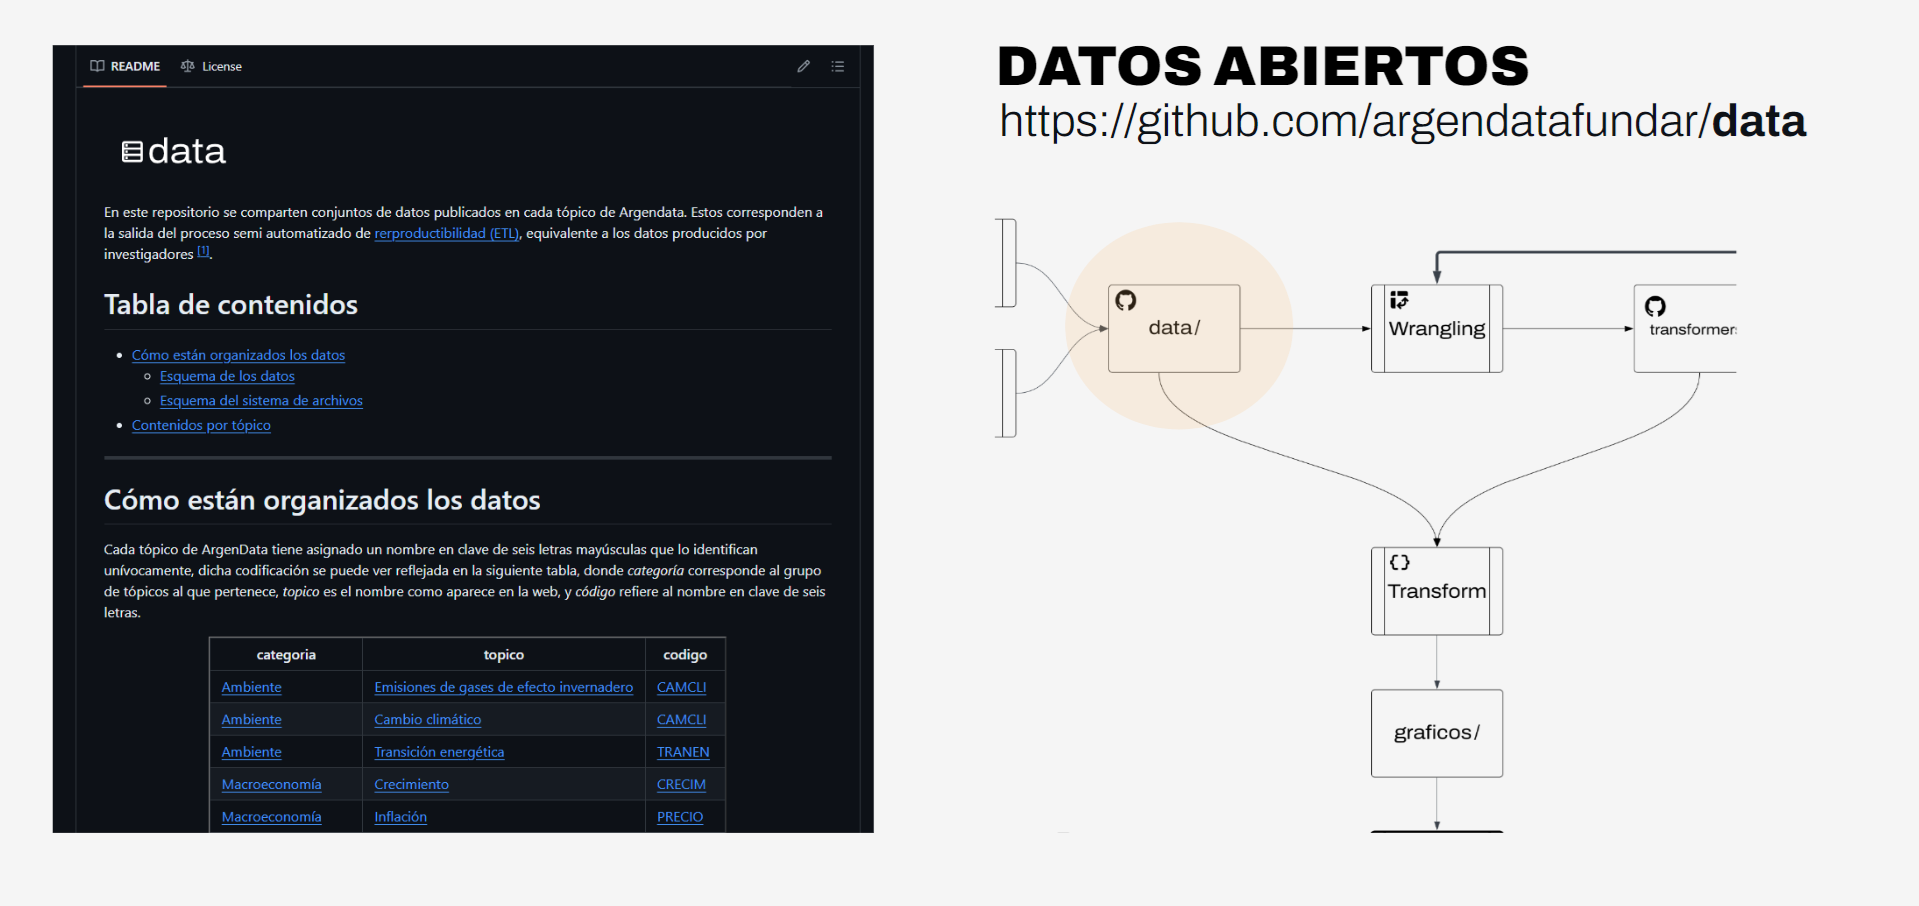 README License
data
En este repositorio se comparten conjuntos de datos publicados en cada tópico de Argendata. Estos corresponden a
la salida del proceso semi automatizado de rerproductibilidad (ETL), equivalente a los datos producidos por
investigadores [1].
Tabla de contenidos
Cómo están organizados los datos
Esquema de los datos
Esquema del sistema de archivos
Contenidos por tópico
Cómo están organizados los datos
Cada tópico de ArgenData tiene asignado un nombre en clave de seis letras mayúsculas que lo identifican
unívocamente, dicha codificación se puede ver reflejada en la siguiente tabla, donde categoría corresponde al grupo
de tópicos al que pertenece, topico es el nombre como aparece en la web, y código refiere al nombre en clave de seis
letras.
categoria topico codigo
Ambiente Emisiones de gases de efecto invernadero CAMCLI
Ambiente Cambio climático CAMCLI
Ambiente Transición energética TRANEN
Macroeconomía Crecimiento CRECIM
Macroeconomía Inflación PRECIO
DATOS ABIERTOS
https://github.com/argendatafundar/data
data/
Wrangling
transformers
{} 
Transform
graficos/